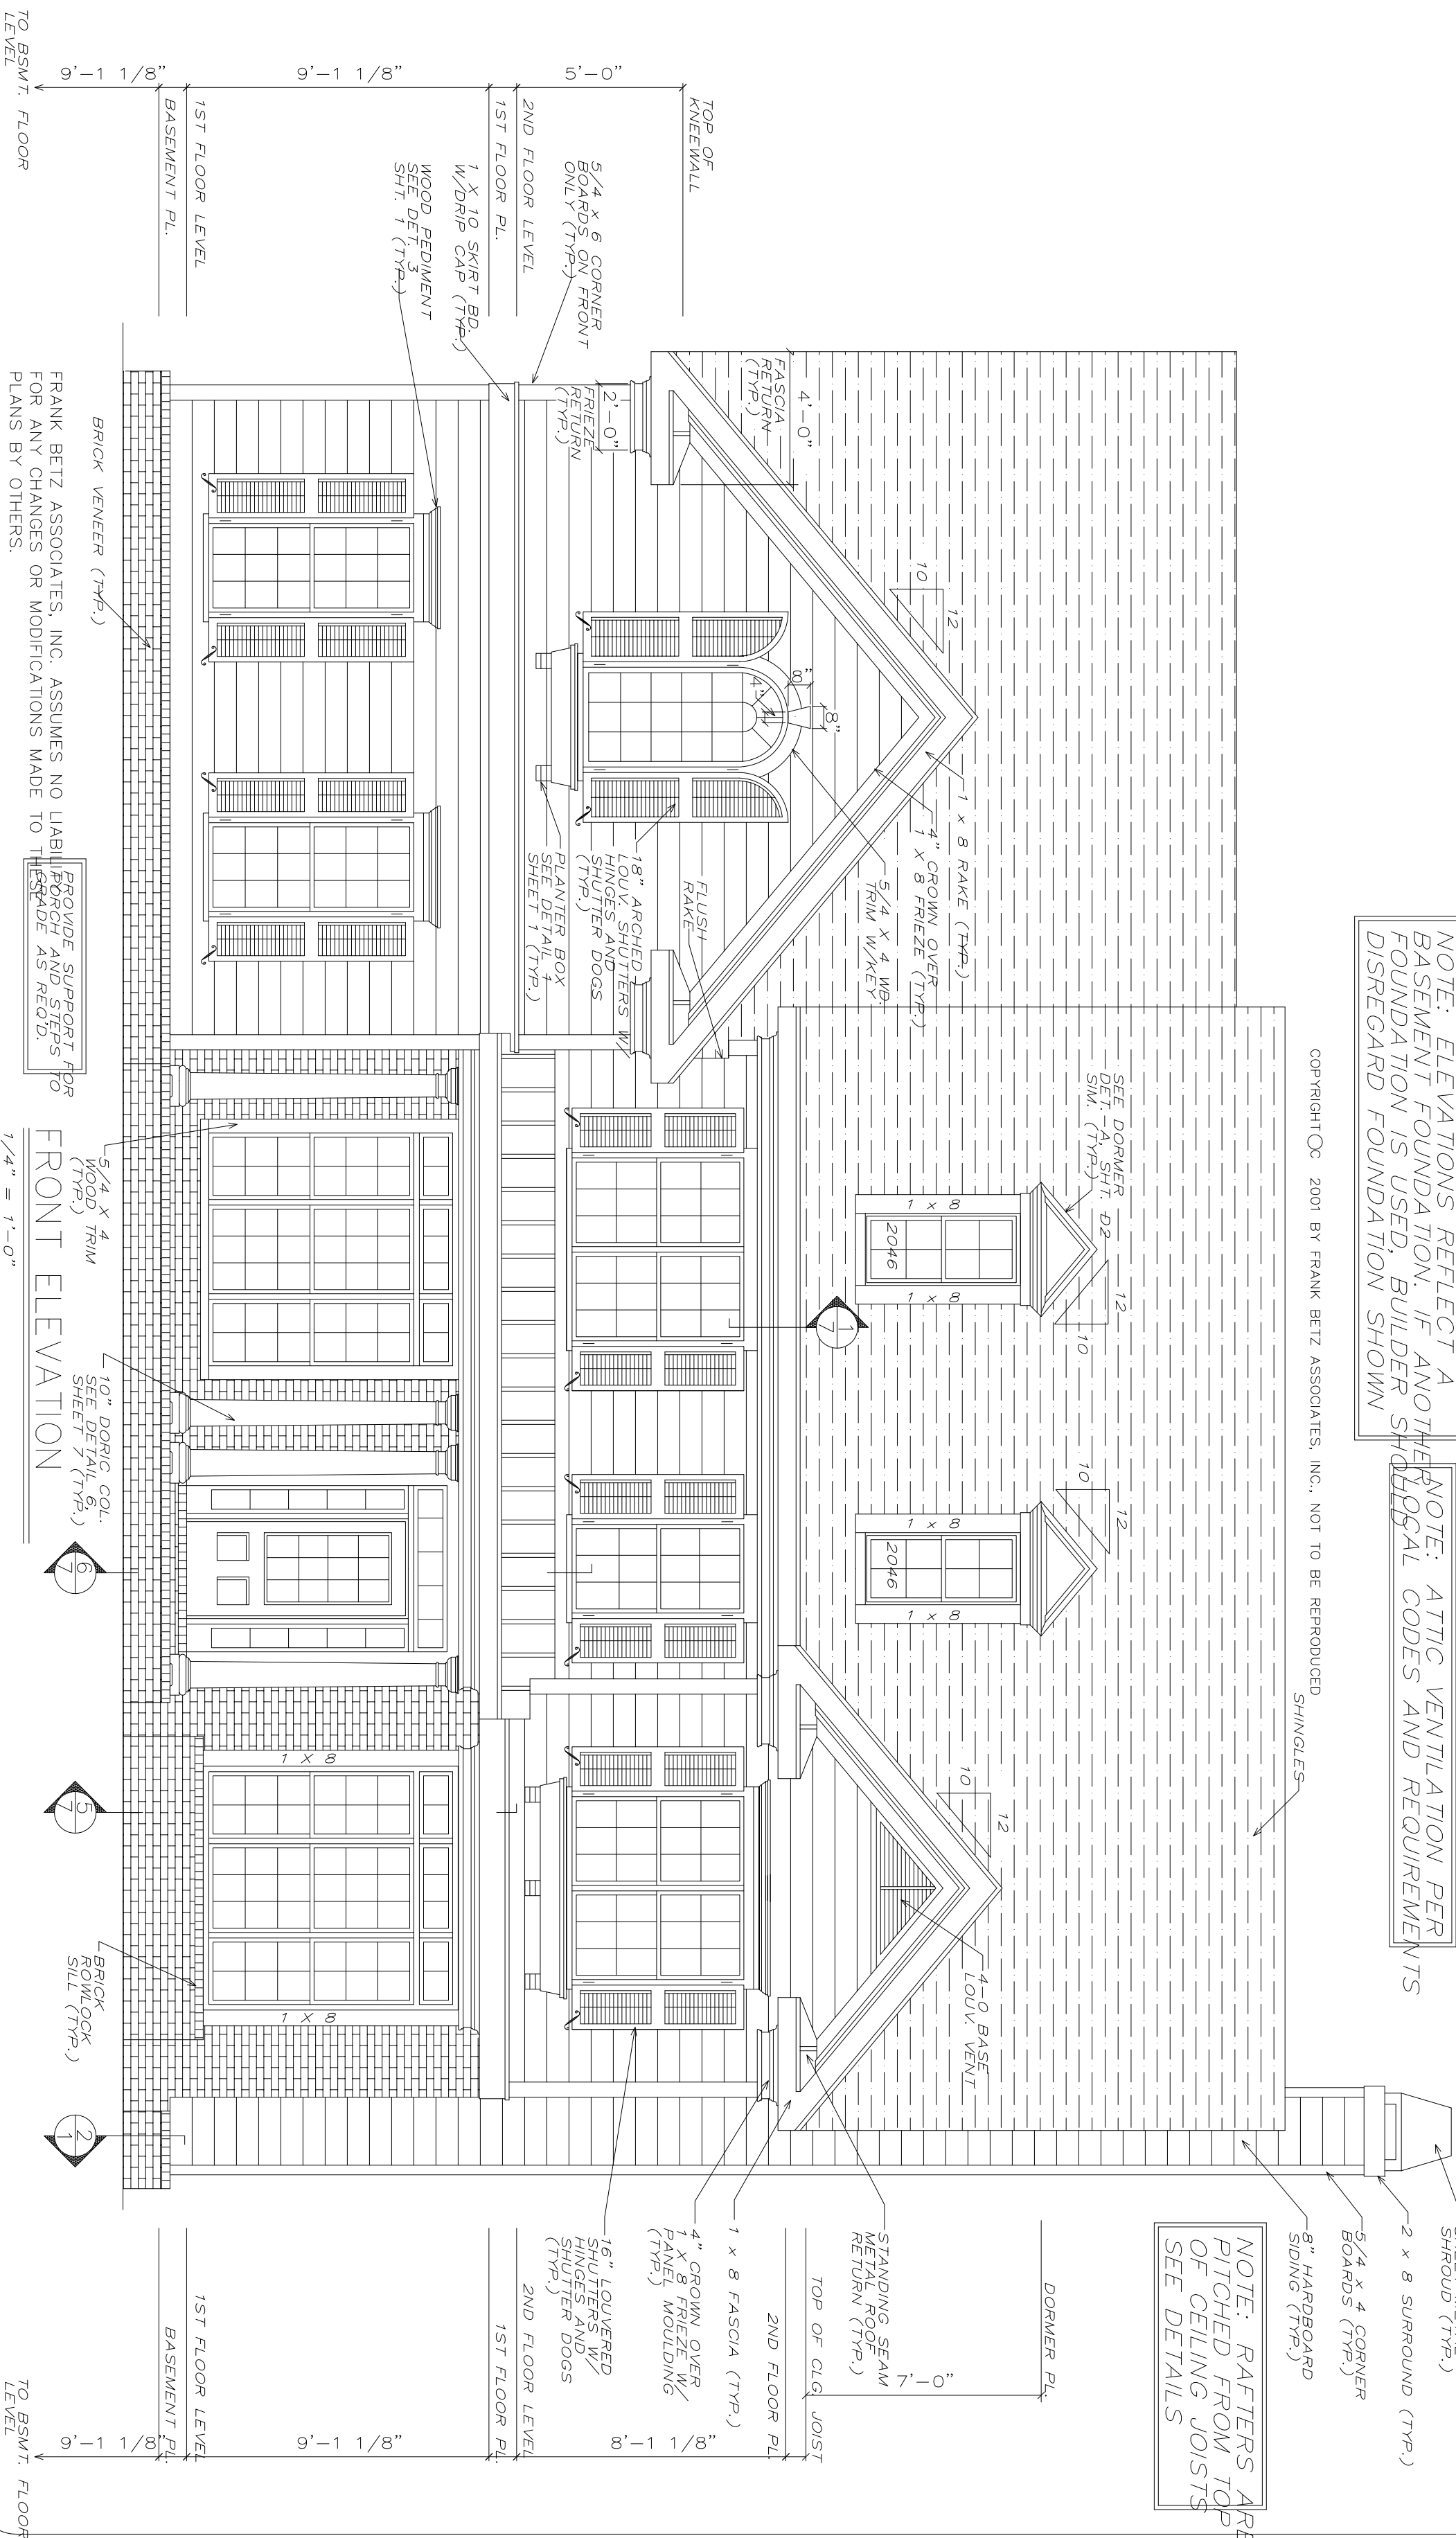 NOTE: ELEVATIONS REFLECT A
BASEMENT FOUNDATION. IF ANOTHER
FOUNDATION IS USED, BUILDER SHOULD
DISREGARD FOUNDATION SHOWN
NOTE: ATTIC VENTILATION PER
LOCAL CODES AND REQUIREMENTS
COPYRIGHT C 2001 BY FRANK BETZ ASSOCIATES, INC., NOT TO BE REPRODUCED
SHINGLES
SHROUD (TYP.)
2 x 8 SURROUND (TYP.)
5/4 x 4 CORNER
BOARDS (TYP.)
8" HARDBOARD
SIDING (TYP.)
NOTE: RAFTERS ARE
PITCHED FROM TOP
OF CEILING JOISTS
SEE DETAILS
SEE DORMER
DET.-A, SHT. D2
SIM. (TYP.)
12
10
10
12
1 x 8
2046
1 x 8
1 x 8
2046
1 x 8
10
12
10
12
4-0 BASE
LOUV. VENT
1
7
TOP OF
KNEEWALL
5'-0"
2ND FLOOR LEVEL
1ST FLOOR PL.
9'-1 1/8"
1ST FLOOR LEVEL
BASEMENT PL.
9'-1 1/8"
TO BSMT. FLOOR
LEVEL
5/4 x 6 CORNER
BOARDS ON FRONT
ONLY (TYP.)
1 X 10 SKIRT BD.
W/DRIP CAP (TYP.)
WOOD PEDIMENT
SEE DET. 3
SHT. 1 (TYP.)
4'-0"
FASCIA
RETURN
(TYP.)
2'-0"
FRIEZE
RETURN
(TYP.)
8"
8"
4"
1 x 8 RAKE (TYP.)
4" CROWN OVER
1 X 8 FRIEZE (TYP.)
5/4 X 4 WD.
TRIM W/KEY
FLUSH
RAKE
18" ARCHED
LOUV. SHUTTERS W/
HINGES AND
SHUTTER DOGS
(TYP.)
PLANTER BOX
SEE DETAIL 1
SHEET 1 (TYP.)
DORMER PL.
7'-0"
TOP OF CLG. JOIST
2ND FLOOR PL.
8'-1 1/8"
2ND FLOOR LEVEL
1ST FLOOR PL.
9'-1 1/8"
1ST FLOOR LEVEL
BASEMENT PL.
9'-1 1/8"
TO BSMT. FLOOR
LEVEL
STANDING SEAM
METAL ROOF
RETURN (TYP.)
1 x 8 FASCIA (TYP.)
4" CROWN OVER
1 X 8 FRIEZE W/
PANEL MOULDING
(TYP.)
16" LOUVERED
SHUTTERS W/
HINGES AND
SHUTTER DOGS
(TYP.)
1 X 8
1 X 8
BRICK VENEER (TYP.)
5/4 X 4
WOOD TRIM
(TYP.)
10" DORIC COL.
SEE DETAIL 6,
SHEET 7 (TYP.)
6
7
5
7
BRICK
ROWLOCK
SILL (TYP.)
2
1
FRANK BETZ ASSOCIATES, INC. ASSUMES NO LIABILITY
FOR ANY CHANGES OR MODIFICATIONS MADE TO THESE
PLANS BY OTHERS.
PROVIDE SUPPORT FOR
PORCH AND STEPS TO
GRADE AS REQ'D.
FRONT ELEVATION
1/4" = 1'-0"